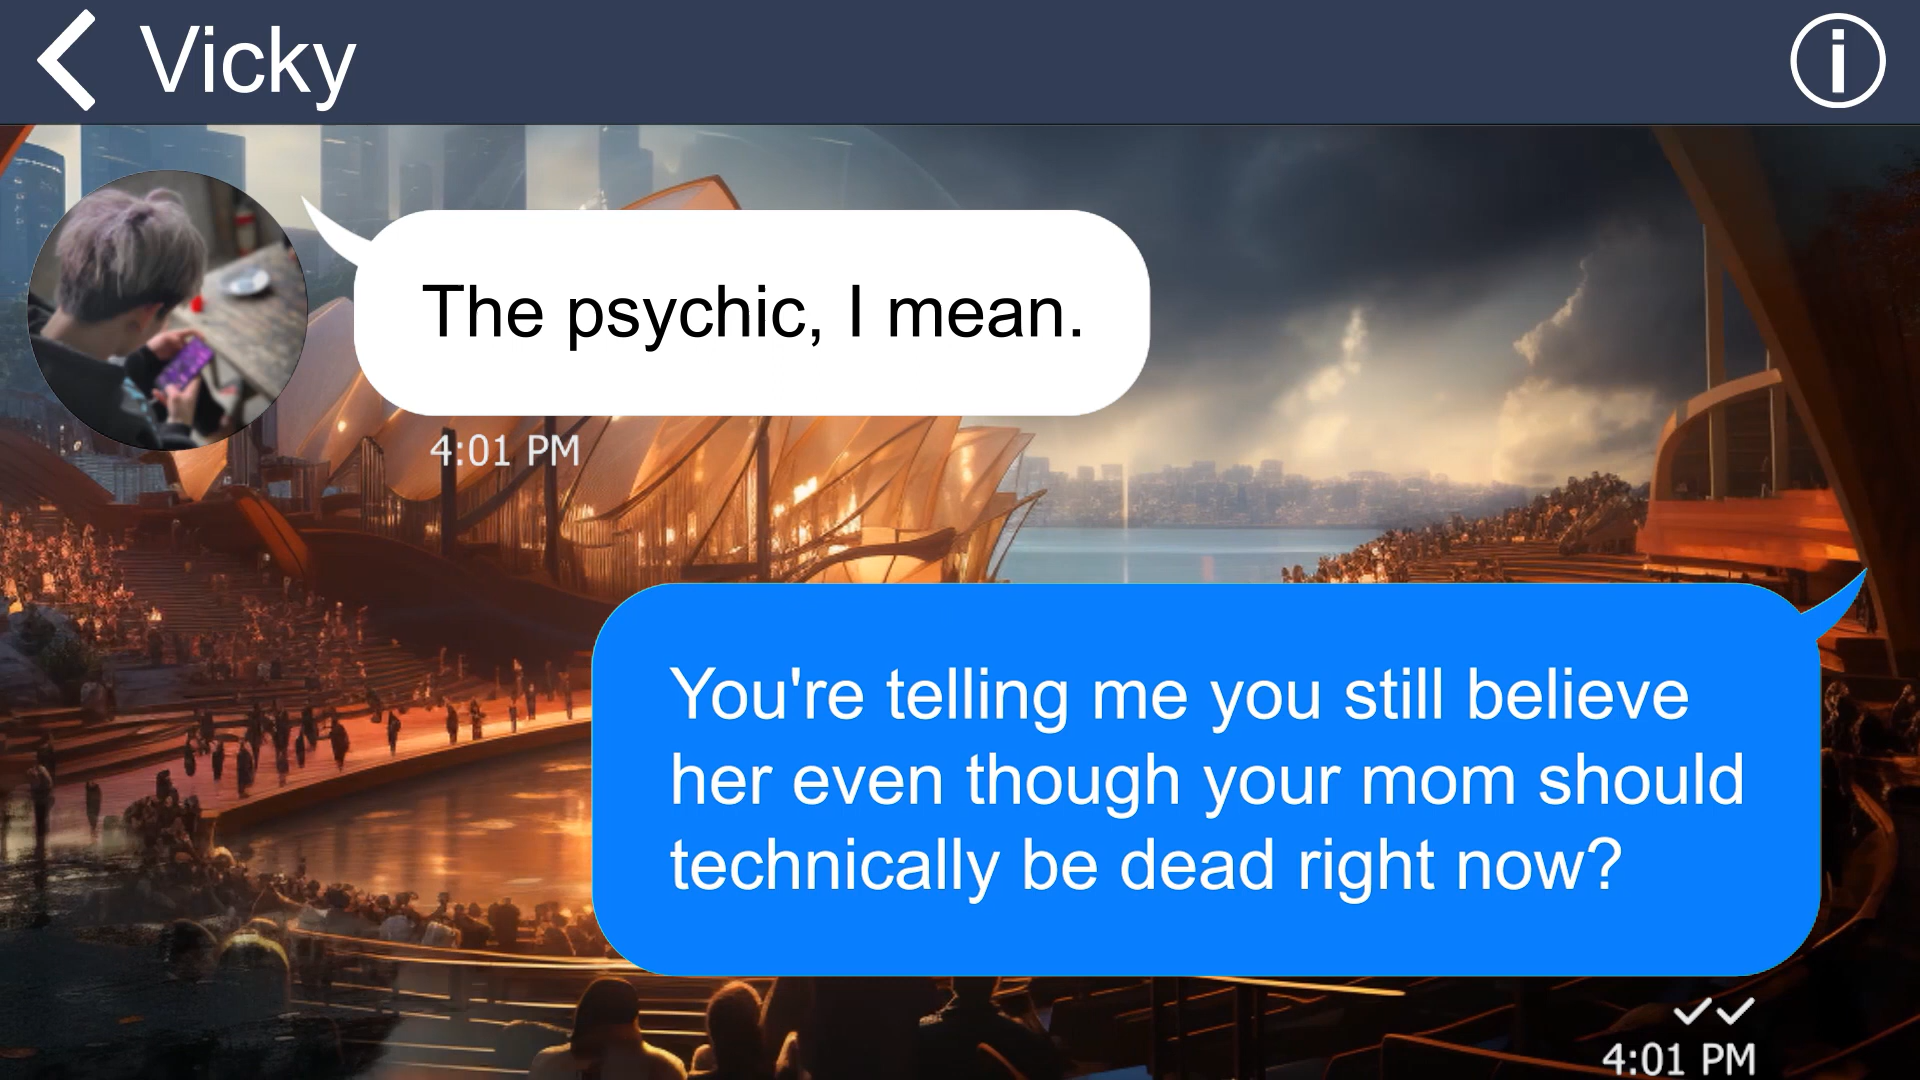 Vicky
The psychic, I mean.
4:01 PM
You're telling me you still believe
her even though your mom should
technically be dead right now?
4:01 PM